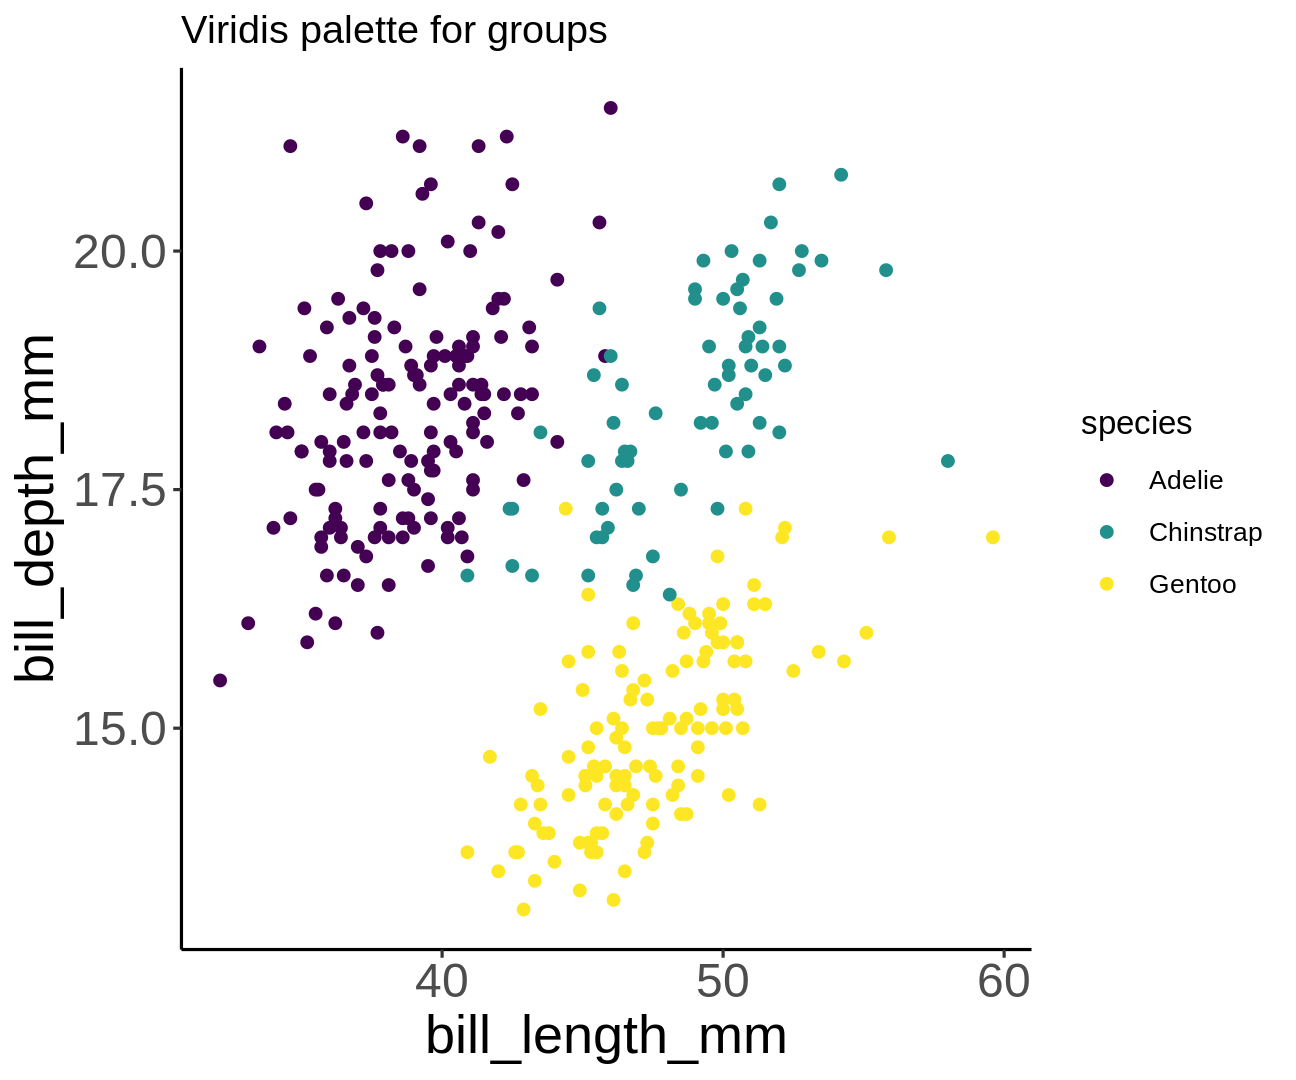 Viridis palette for groups
20.0
17.5
15.0
bill_depth_mm
40 50 60
bill_length_mm
species
Adelie
Chinstrap
Gentoo